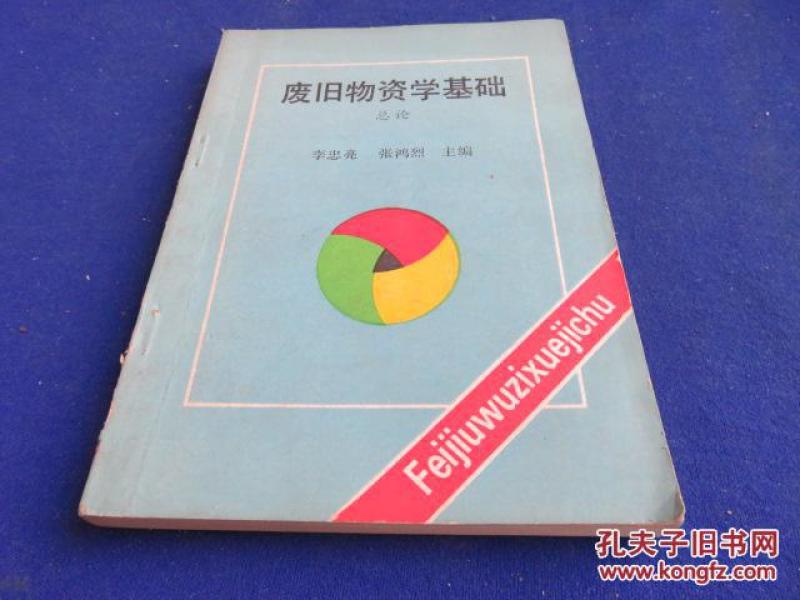 废旧物资学基础
总论
李忠亮 张鸿烈 主编
Feijiuwuzixuejichu
孔夫子旧书网
www.kongfz.com